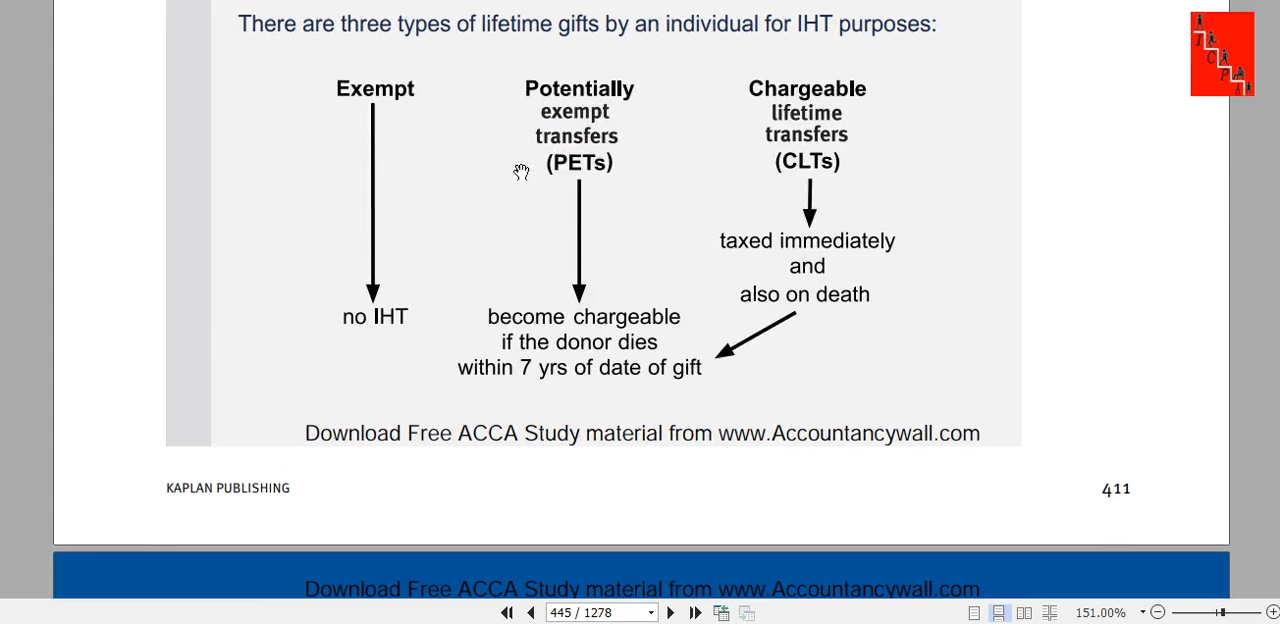 There are three types of lifetime gifts by an individual for IHT purposes:
Exempt
no IHT
Potentially
exempt
transfers
(PETs)
become chargeable
if the donor dies
within 7 yrs of date of gift
Chargeable
lifetime
transfers
(CLTs)
taxed immediately
and
also on death
Download Free ACCA Study material from www.Accountancywall.com
KAPLAN PUBLISHING
411
Download Free ACCA Study material from www.Accountancywall.com
445 / 1278
151.00%
I
C
P
A